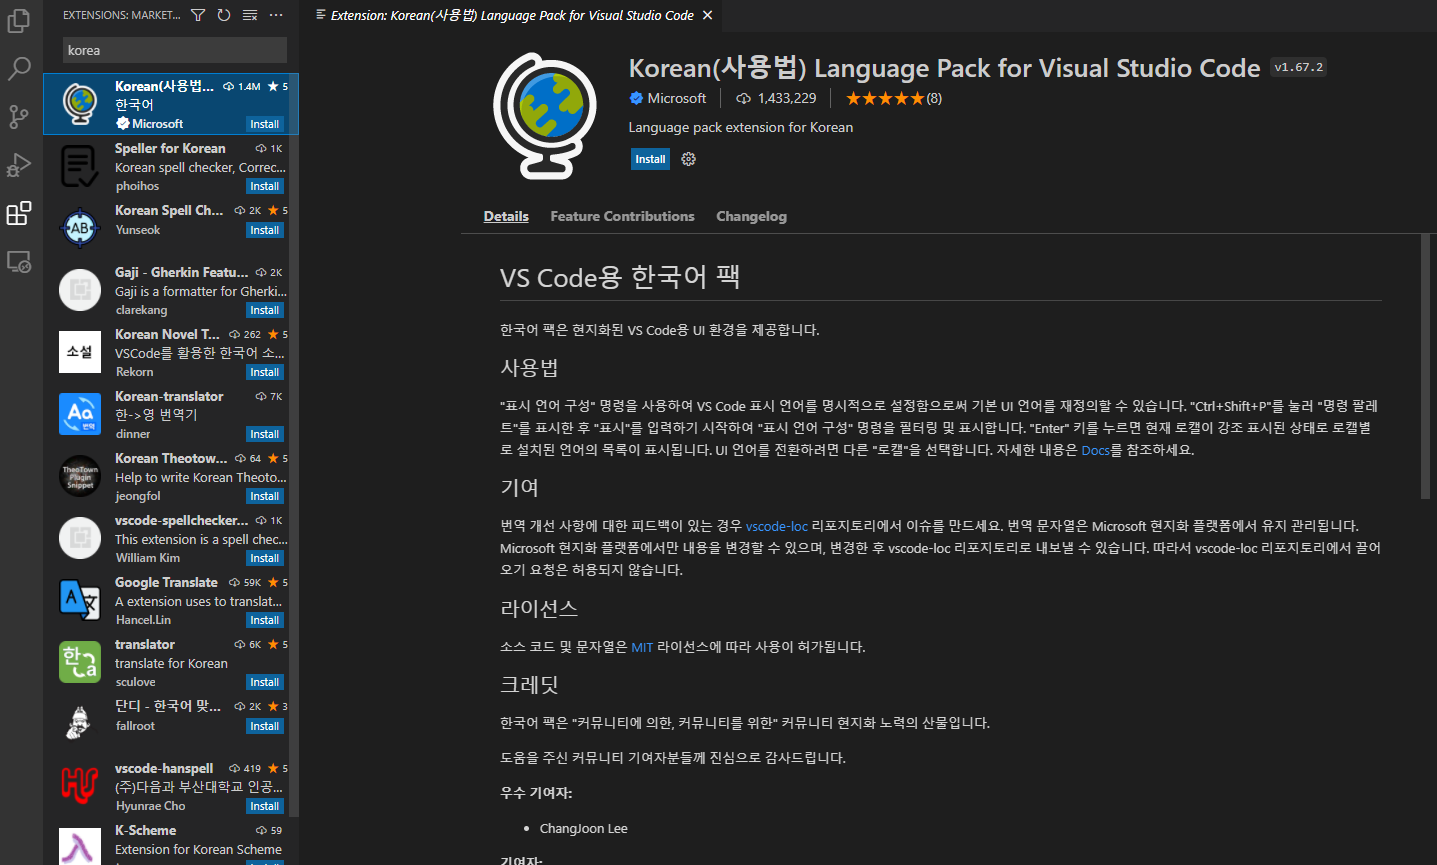 EXTENSIONS: MARKET...
korea
Korean(사용법... 1.4M ★ 5
한국어
Microsoft Install
Speller for Korean 1K
Korean spell checker, Correc...
phoihos Install
Korean Spell Ch... 2K ★ 5
Yunseok Install
Gaji - Gherkin Featu... 2K
Gaji is a formatter for Gherki...
clarekang Install
소설
Korean Novel T... 262 ★ 5
VSCode를 활용한 한국어 소...
Rekorn Install
Aa
번역
Korean-translator 7K
한->영 번역기
dinner Install
TheoTown
Plugin
Snippet
Korean Theotow... 64 ★ 5
Help to write Korean Theoto...
jeongfol Install
vscode-spellchecker... 1K
This extension is a spell chec...
William Kim Install
Google Translate 59K ★ 5
A extension uses to translat...
Hancel.Lin Install
translator 6K ★ 5
translate for Korean
sculove Install
단디 - 한국어 맞... 2K ★ 3
fallroot Install
vscode-hanspell 419 ★ 5
(주)다음과 부산대학교 인공...
Hyunrae Cho Install
K-Scheme 59
Extension for Korean Scheme
Extension: Korean(사용법) Language Pack for Visual Studio Code ×
Korean(사용법) Language Pack for Visual Studio Code v1.67.2
Microsoft | 1,433,229 | ★★★★★(8)
Language pack extension for Korean
Install
Details Feature Contributions Changelog
VS Code용 한국어 팩
한국어 팩은 현지화된 VS Code용 UI 환경을 제공합니다.
사용법
"표시 언어 구성" 명령을 사용하여 VS Code 표시 언어를 명시적으로 설정함으로써 기본 UI 언어를 재정의할 수 있습니다. "Ctrl+Shift+P"를 눌러 "명령 팔레
트"를 표시한 후 "표시"를 입력하기 시작하여 "표시 언어 구성" 명령을 필터링 및 표시합니다. "Enter" 키를 누르면 현재 로캘이 강조 표시된 상태로 로캘별
로 설치된 언어의 목록이 표시됩니다. UI 언어를 전환하려면 다른 "로캘"을 선택합니다. 자세한 내용은 Docs를 참조하세요.
기여
번역 개선 사항에 대한 피드백이 있는 경우 vscode-loc 리포지토리에서 이슈를 만드세요. 번역 문자열은 Microsoft 현지화 플랫폼에서 유지 관리됩니다.
Microsoft 현지화 플랫폼에서만 내용을 변경할 수 있으며, 변경한 후 vscode-loc 리포지토리로 내보낼 수 있습니다. 따라서 vscode-loc 리포지토리에서 끌어
오기 요청은 허용되지 않습니다.
라이선스
소스 코드 및 문자열은 MIT 라이선스에 따라 사용이 허가됩니다.
크레딧
한국어 팩은 "커뮤니티에 의한, 커뮤니티를 위한" 커뮤니티 현지화 노력의 산물입니다.
도움을 주신 커뮤니티 기여자분들께 진심으로 감사드립니다.
우수 기여자:
• ChangJoon Lee
기여자: